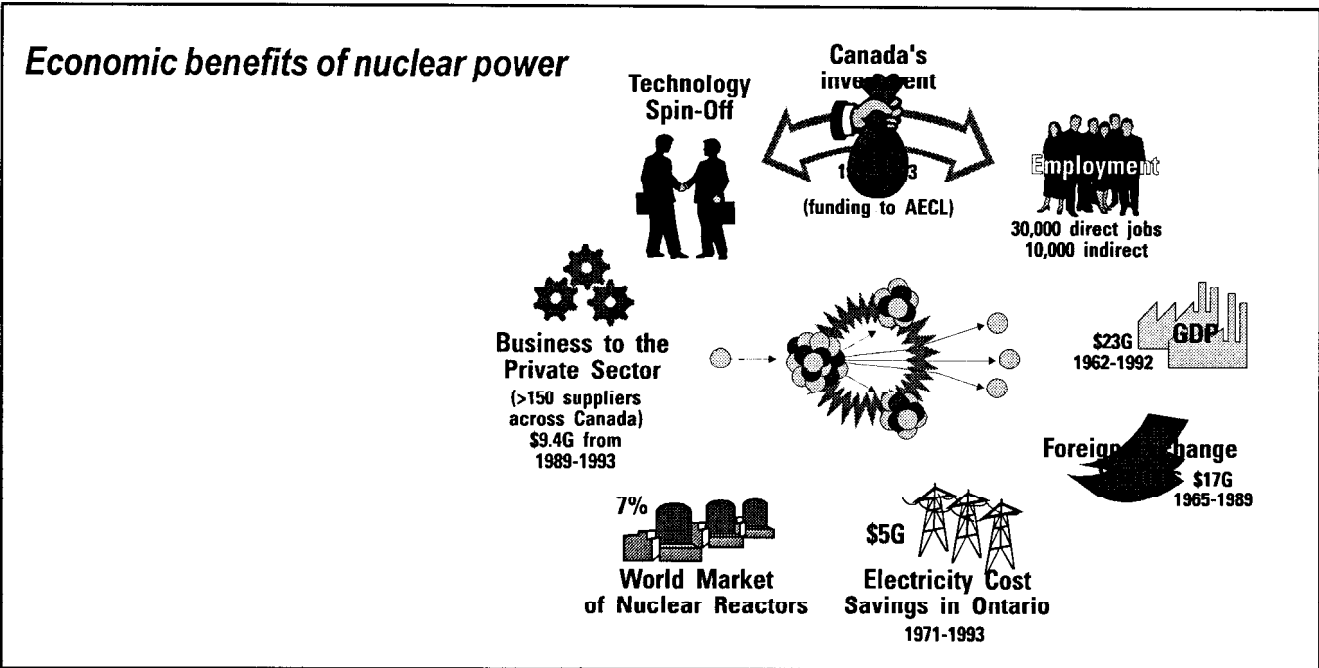 Economic benefits of nuclear power
Technology
Spin-Off
Canada's
(funding to AECL)
Employment
30,000 direct jobs
10,000 indirect
Business to the
Private Sector
(>150 suppliers
across Canada)
$9.4G from
1989-1993
$23G
GDP
1962-1992
Foreign
$17G
1965-1989
7%
World Market
of Nuclear Reactors
$5G
Electricity Cost
Savings in Ontario
1971-1993